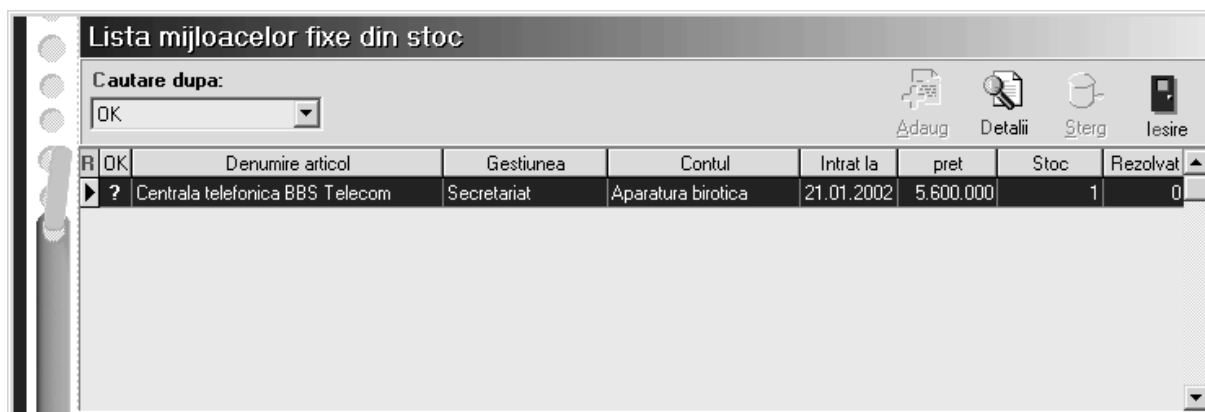 Lista mijloacelor fixe din stoc
Cautare dupa:
OK
Adaug Detalii Sterg Iesire
R OK Denumire articol Gestiunea Contul Intrat la pret Stoc Rezolvat
? Centrala telefonica BBS Telecom Secretariat Aparatura birotica 21.01.2002 5.600.000 1 0